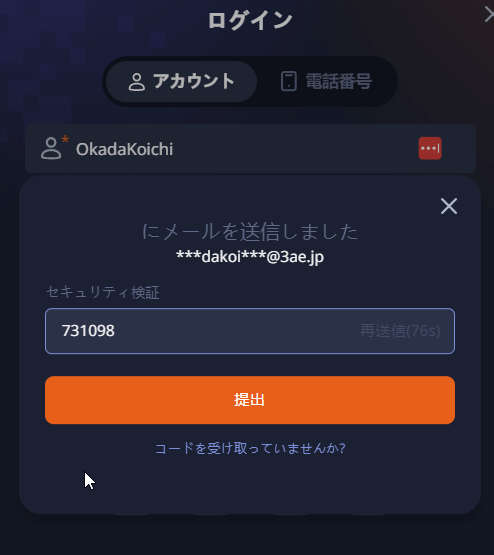 ログイン
アカウント
電話番号
* OkadaKoichi
にメールを送信しました
***dakoi***@3ae.jp
セキュリティ検証
731098 再送信(76s)
提出
コードを受け取っていませんか?